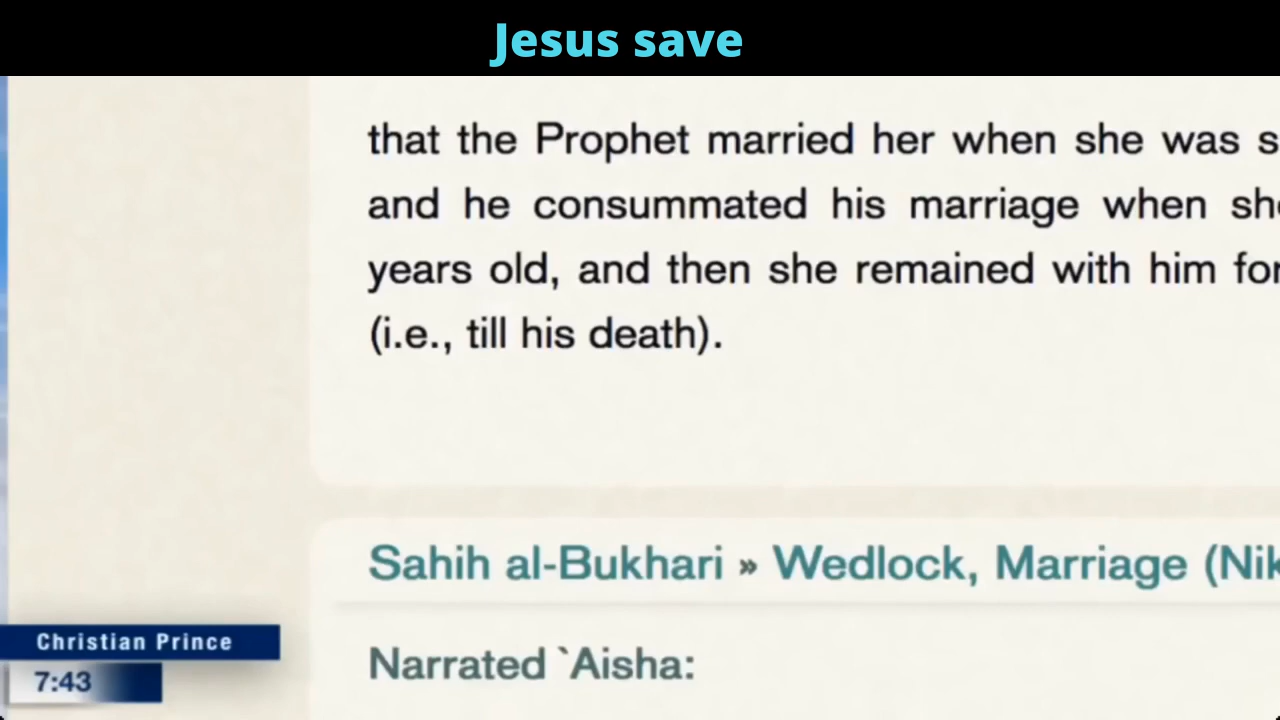 Jesus save
that the Prophet married her when she was
and he consummated his marriage when
years old, and then she remained with him for
(i.e., till his death).
Sahih al-Bukhari » Wedlock, Marriage
Narrated `Aisha:
Christian Prince
7:43